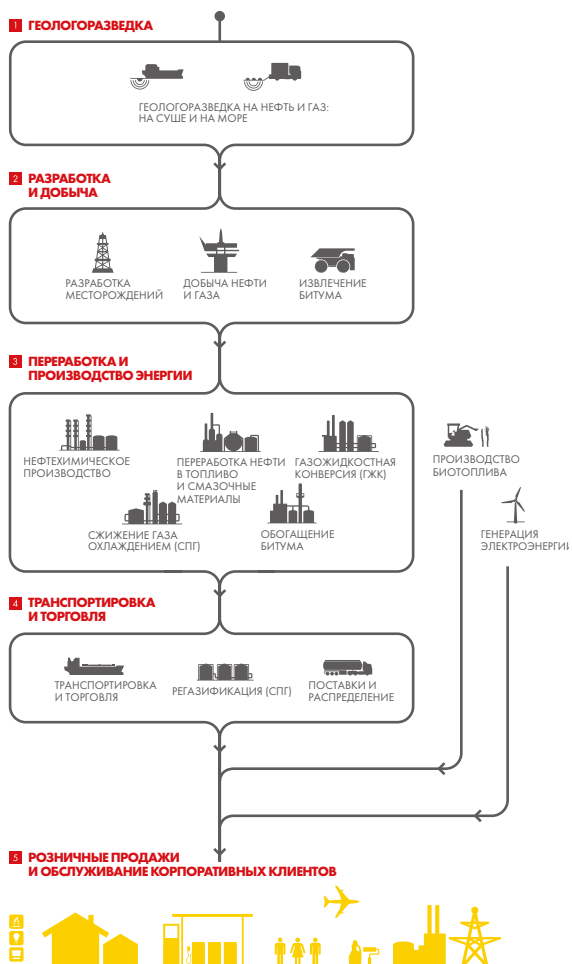 1 ГЕОЛОГОРАЗВЕДКА
ГЕОЛОГОРАЗВЕДКА НА НЕФТЬ И ГАЗ:
НА СУШЕ И НА МОРЕ
2 РАЗРАБОТКА
И ДОБЫЧА
РАЗРАБОТКА
МЕСТОРОЖДЕНИЙ
ДОБЫЧА НЕФТИ
И ГАЗА
ИЗВЛЕЧЕНИЕ
БИТУМА
3 ПЕРЕРАБОТКА И
ПРОИЗВОДСТВО ЭНЕРГИИ
НЕФТЕХИМИЧЕСКОЕ
ПРОИЗВОДСТВО
ПЕРЕРАБОТКА НЕФТИ
В ТОПЛИВО
И СМАЗОЧНЫЕ
МАТЕРИАЛЫ
ГАЗОЖИДКОСТНАЯ
КОНВЕРСИЯ (ГЖК)
ПРОИЗВОДСТВО
БИОТОПЛИВА
СЖИЖЕНИЕ ГАЗА
ОХЛАЖДЕНИЕМ (СПГ)
ОБОГАЩЕНИЕ
БИТУМА
ГЕНЕРАЦИЯ
ЭЛЕКТРОЭНЕРГИИ
4 ТРАНСПОРТИРОВКА
И ТОРГОВЛЯ
ТРАНСПОРТИРОВКА
И ТОРГОВЛЯ
РЕГАЗИФИКАЦИЯ (СПГ)
ПОСТАВКИ И
РАСПРЕДЕЛЕНИЕ
5 РОЗНИЧНЫЕ ПРОДАЖИ
И ОБСЛУЖИВАНИЕ КОРПОРАТИВНЫХ КЛИЕНТОВ